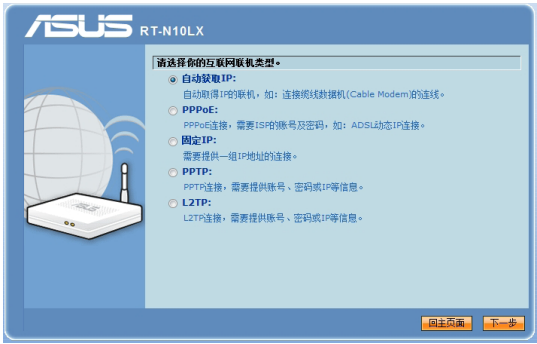 ASUS RT-N10LX
请选择你的互联网联机类型。
自动获取IP:
自动取得IP的联机，如：连接缆线数据机(Cable Modem)的连线。
PPPoE:
PPPoE连接，需要ISP的账号及密码，如：ADSL动态IP连接。
固定IP:
需要提供一组IP地址的连接。
PPTP:
PPTP连接，需要提供账号、密码或IP等信息。
L2TP:
L2TP连接，需要提供账号、密码或IP等信息。
ASUS
回主页面 下一步